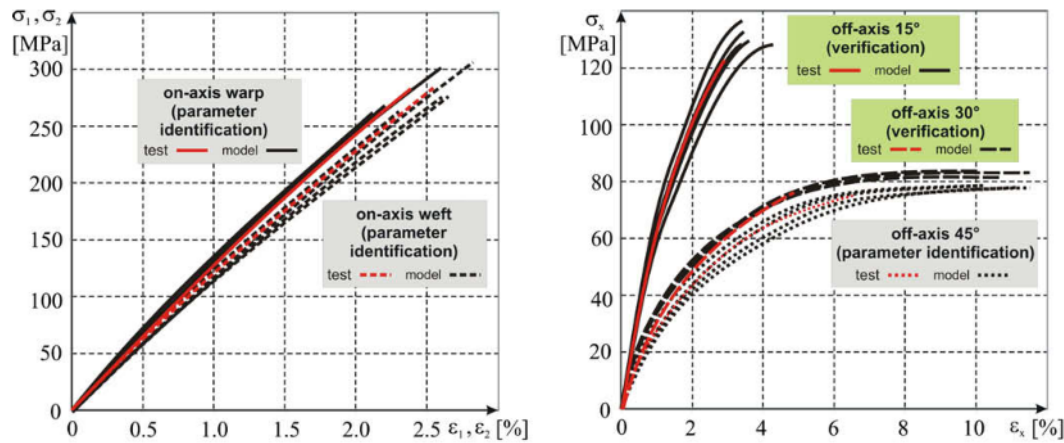 σ₁, σ₂
[MPa]
300
250
200
150
100
50
0
on-axis warp
(parameter
identification)
test model
on-axis weft
(parameter
identification)
test model
0 0.5 1.0 1.5 2.0 2.5 ε₁, ε₂ [%]
σₓ
[MPa]
120
100
80
60
40
20
0
off-axis 15°
(verification)
test model
off-axis 30°
(verification)
test model
off-axis 45°
(parameter identification)
test model
0 2 4 6 8 10 εₓ [%]